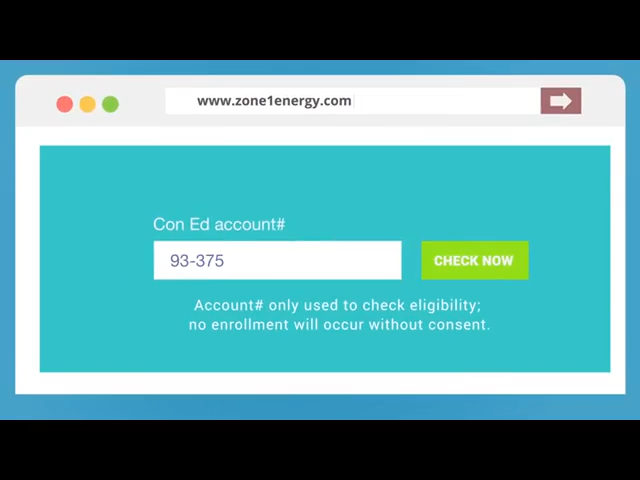 www.zone1energy.com
Con Ed account#
93-375
CHECK NOW
Account# only used to check eligibility;
no enrollment will occur without consent.